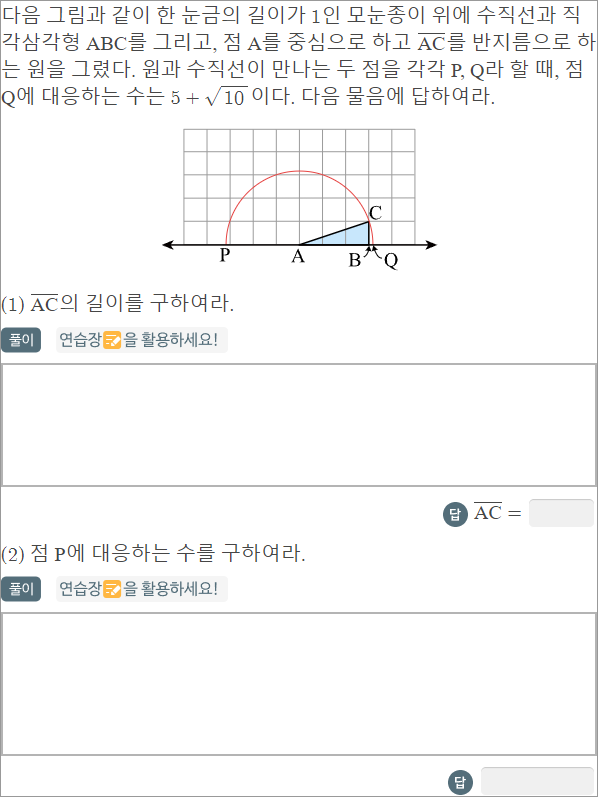 다음 그림과 같이 한 눈금의 길이가 1인 모눈종이 위에 수직선과 직
각삼각형 ABC를 그리고, 점 A를 중심으로 하고 $\overline{AC}$를 반지름으로 하
는 원을 그렸다. 원과 수직선이 만나는 두 점을 각각 P, Q라 할 때, 점
Q에 대응하는 수는 $5+\sqrt{10}$이다. 다음 물음에 답하여라.
C
P A B Q
(1) $\overline{AC}$의 길이를 구하여라.
풀이 연습장을 활용하세요!
답 $\overline{AC}$ =
(2) 점 P에 대응하는 수를 구하여라.
풀이 연습장을 활용하세요!
답